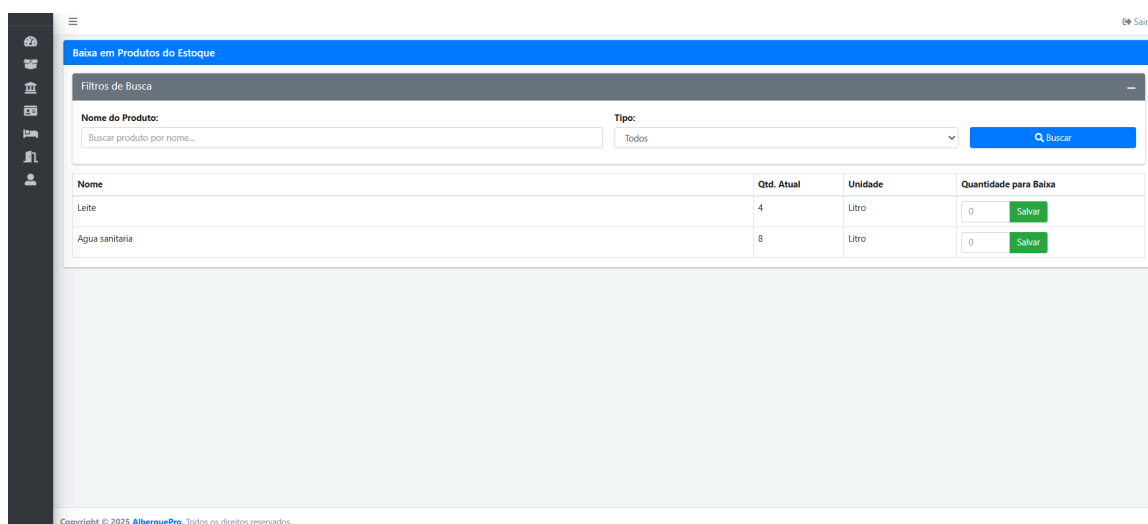 Sair
Baixa em Produtos do Estoque
Filtros de Busca
Nome do Produto: Tipo:
Buscar produto por nome... Todos Buscar
Nome Qtd. Atual Unidade Quantidade para Baixa
Leite 4 Litro 0 Salvar
Agua sanitaria 8 Litro 0 Salvar
Copyright © 2025 AlberguePro. Todos os direitos reservados.